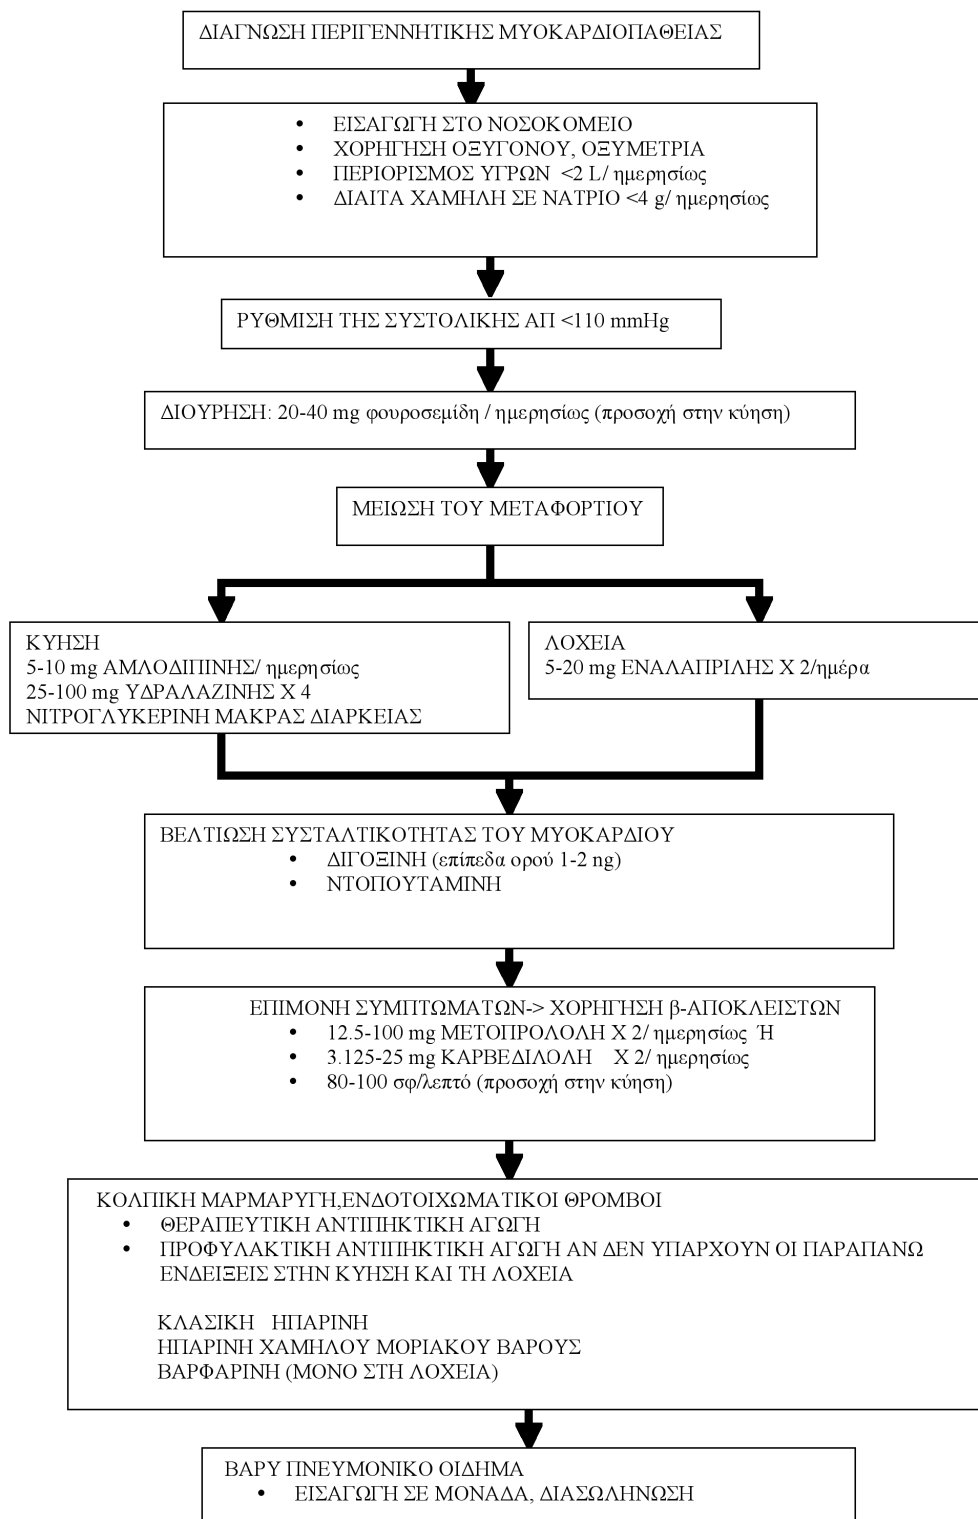 ΔΙΑΓΝΩΣΗ ΠΕΡΙΓΕΝΝΗΤΙΚΗΣ ΜΥΟΚΑΡΔΙΟΠΑΘΕΙΑΣ
• ΕΙΣΑΓΩΓΗ ΣΤΟ ΝΟΣΟΚΟΜΕΙΟ
• ΧΟΡΗΓΗΣΗ ΟΞΥΓΟΝΟΥ, ΟΞΥΜΕΤΡΙΑ
• ΠΕΡΙΟΡΙΣΜΟΣ ΥΓΡΩΝ <2 L/ ημερησίως
• ΔΙΑΙΤΑ ΧΑΜΗΛΗ ΣΕ ΝΑΤΡΙΟ <4 g/ ημερησίως
ΡΥΘΜΙΣΗ ΤΗΣ ΣΥΣΤΟΛΙΚΗΣ ΑΠ <110 mmHg
ΔΙΟΥΡΗΣΗ: 20-40 mg φουροσεμίδη / ημερησίως (προσοχή στην κύηση)
ΜΕΙΩΣΗ ΤΟΥ ΜΕΤΑΦΟΡΤΙΟΥ
ΚΥΗΣΗ
5-10 mg ΑΜΛΟΔΙΠΙΝΗΣ/ ημερησίως
25-100 mg ΥΔΡΑΛΑΖΙΝΗΣ Χ 4
ΝΙΤΡΟΓΛΥΚΕΡΙΝΗ ΜΑΚΡΑΣ ΔΙΑΡΚΕΙΑΣ
ΛΟΧΕΙΑ
5-20 mg ΕΝΑΛΑΠΡΙΛΗΣ Χ 2/ημέρα
ΒΕΛΤΙΩΣΗ ΣΥΣΤΑΛΤΙΚΟΤΗΤΑΣ ΤΟΥ ΜΥΟΚΑΡΔΙΟΥ
• ΔΙΓΟΞΙΝΗ (επίπεδα ορού 1-2 ng)
• ΝΤΟΠΟΥΤΑΜΙΝΗ
ΕΠΙΜΟΝΗ ΣΥΜΠΤΩΜΑΤΩΝ-> ΧΟΡΗΓΗΣΗ β-ΑΠΟΚΛΕΙΣΤΩΝ
• 12.5-100 mg ΜΕΤΟΠΡΟΛΟΛΗ Χ 2/ ημερησίως Ή
• 3.125-25 mg ΚΑΡΒΕΔΙΛΟΛΗ Χ 2/ ημερησίως
• 80-100 σφ/λεπτό (προσοχή στην κύηση)
ΚΟΛΠΙΚΗ ΜΑΡΜΑΡΥΓΗ,ΕΝΔΟΤΟΙΧΩΜΑΤΙΚΟΙ ΘΡΟΜΒΟΙ
• ΘΕΡΑΠΕΥΤΙΚΗ ΑΝΤΙΠΗΚΤΙΚΗ ΑΓΩΓΗ
• ΠΡΟΦΥΛΑΚΤΙΚΗ ΑΝΤΙΠΗΚΤΙΚΗ ΑΓΩΓΗ ΑΝ ΔΕΝ ΥΠΑΡΧΟΥΝ ΟΙ ΠΑΡΑΠΑΝΩ
ΕΝΔΕΙΞΕΙΣ ΣΤΗΝ ΚΥΗΣΗ ΚΑΙ ΤΗ ΛΟΧΕΙΑ
ΚΛΑΣΙΚΗ ΗΠΑΡΙΝΗ
ΗΠΑΡΙΝΗ ΧΑΜΗΛΟΥ ΜΟΡΙΑΚΟΥ ΒΑΡΟΥΣ
ΒΑΡΦΑΡΙΝΗ (ΜΟΝΟ ΣΤΗ ΛΟΧΕΙΑ)
ΒΑΡΥ ΠΝΕΥΜΟΝΙΚΟ ΟΙΔΗΜΑ
• ΕΙΣΑΓΩΓΗ ΣΕ ΜΟΝΑΔΑ, ΔΙΑΣΩΛΗΝΩΣΗ